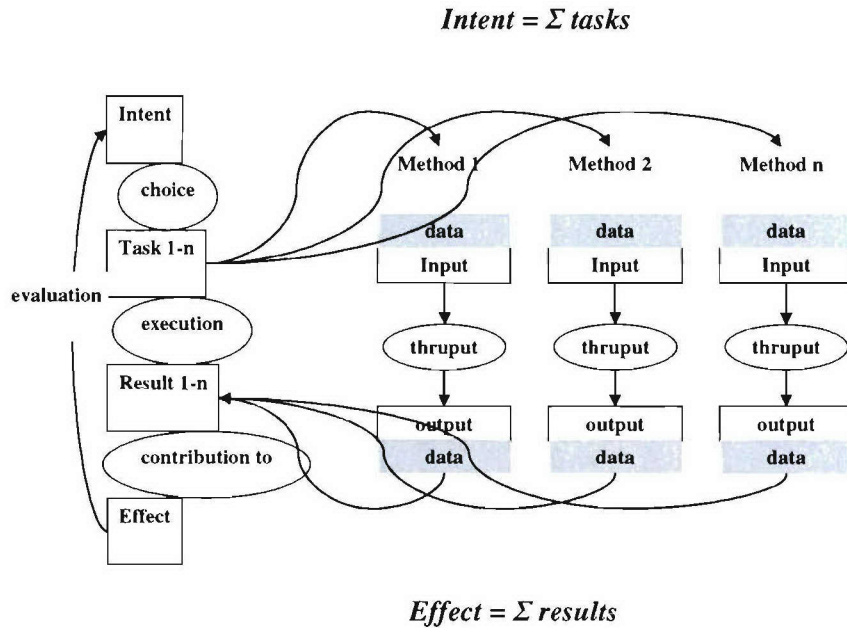 Intent = Σ tasks
Intent
Method 1
Method 2
Method n
choice
data
data
data
Task 1-n
Input
Input
Input
evaluation
execution
thruput
thruput
thruput
Result 1-n
output
output
output
contribution to
data
data
data
Effect
Effect = Σ results